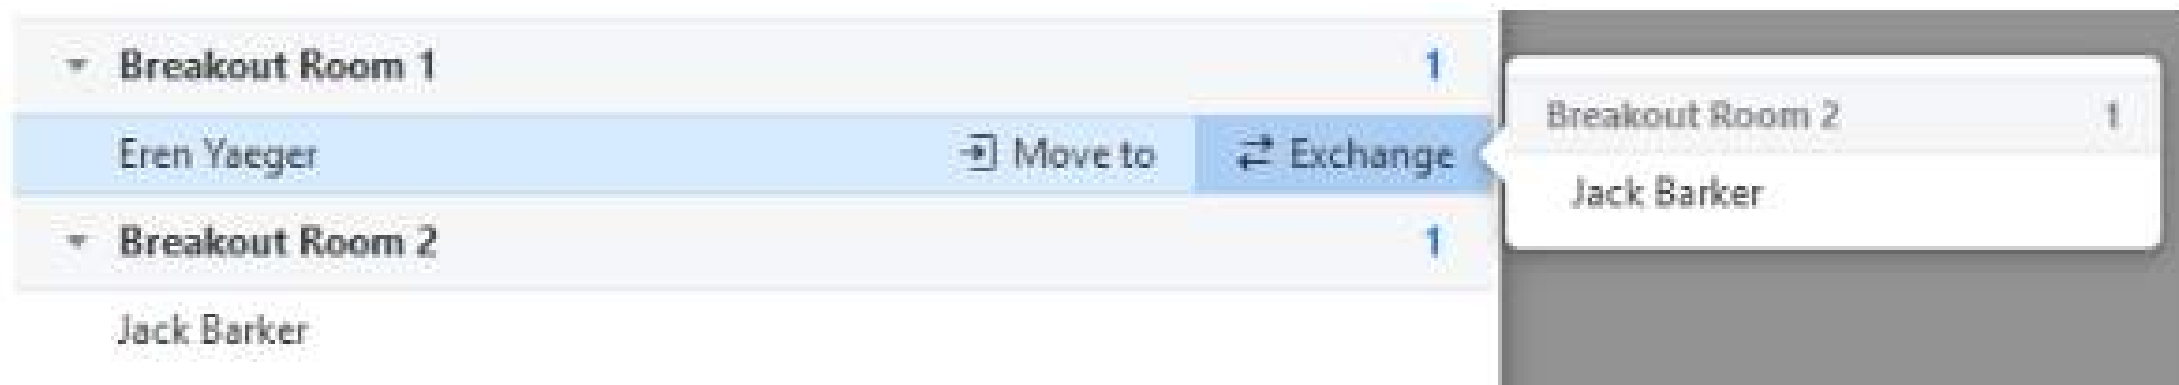 Breakout Room 1 1
Eren Yaeger Move to Exchange
Breakout Room 2 1
Jack Barker
Breakout Room 2 1
Jack Barker